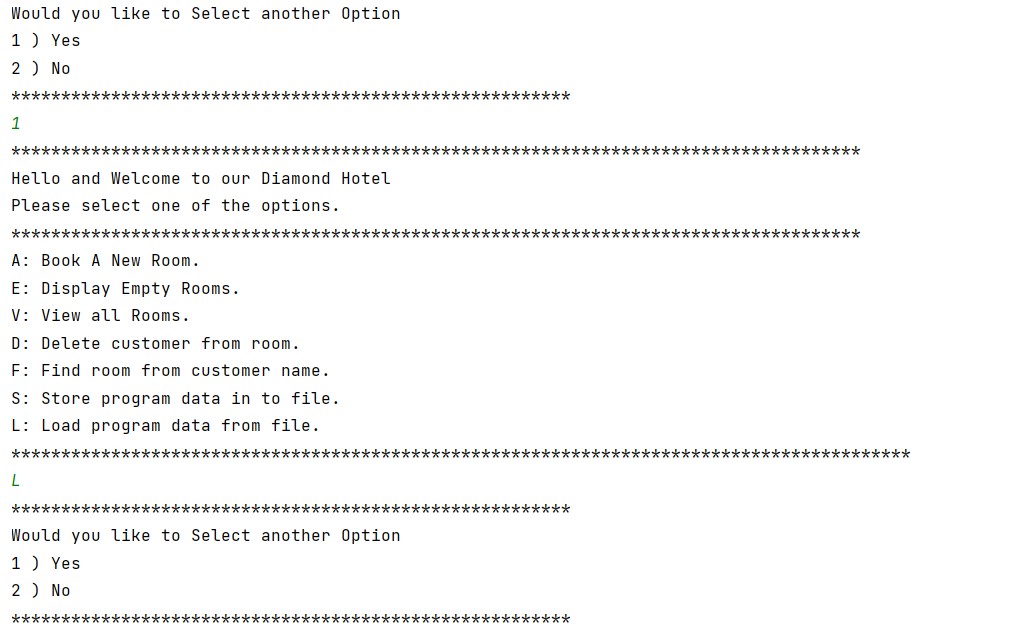 Would you like to Select another Option
1 ) Yes
2 ) No
********************************************************
1
*************************************************************************************
Hello and Welcome to our Diamond Hotel
Please select one of the options.
*************************************************************************************
A: Book A New Room.
E: Display Empty Rooms.
V: View all Rooms.
D: Delete customer from room.
F: Find room from customer name.
S: Store program data in to file.
L: Load program data from file.
******************************************************************************************
L
********************************************************
Would you like to Select another Option
1 ) Yes
2 ) No
********************************************************